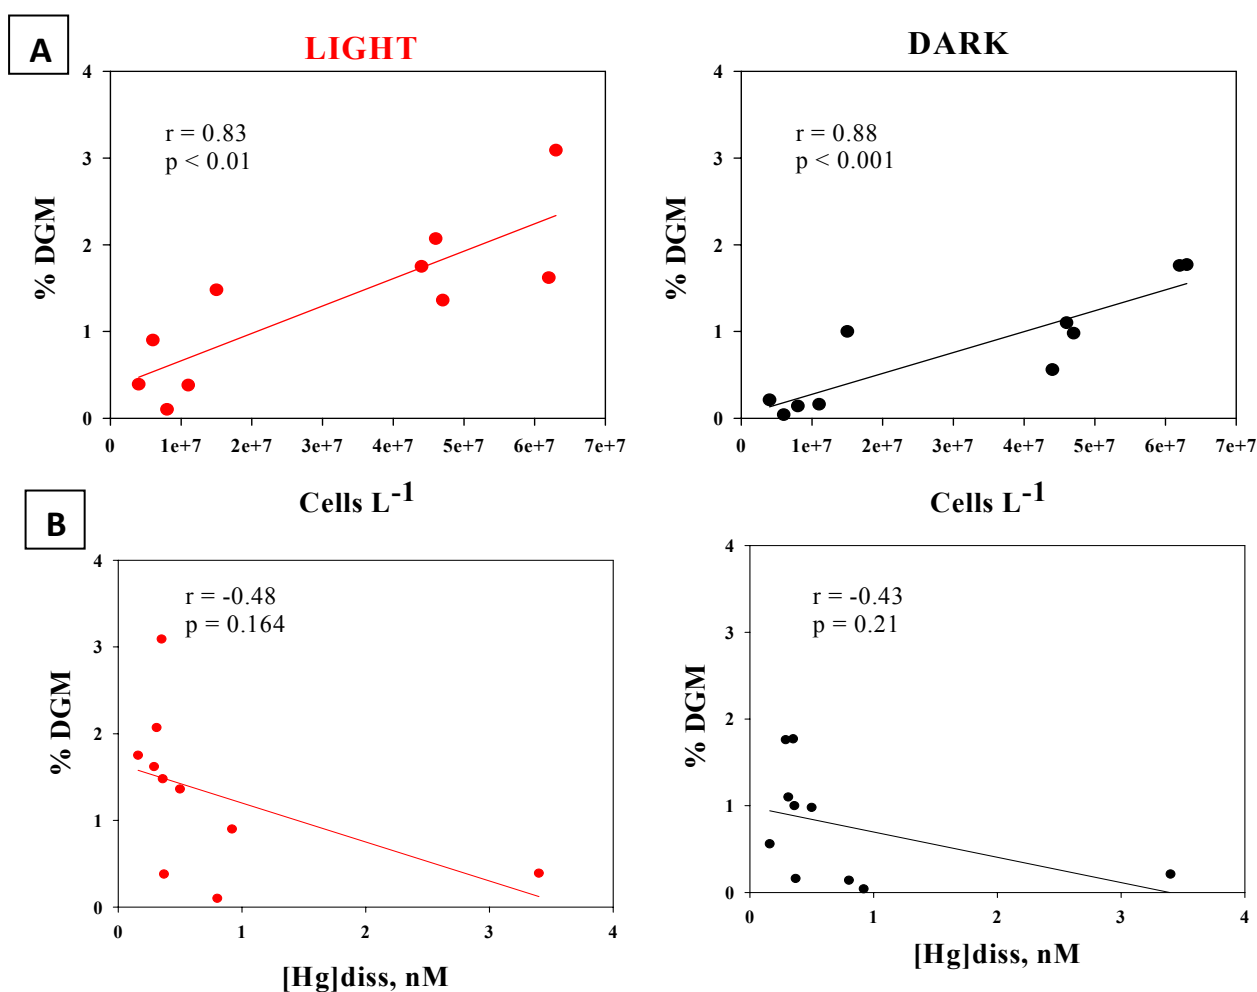 A
LIGHT
r = 0.83
p < 0.01
% DGM
4
3
2
1
0
0 1e+7 2e+7 3e+7 4e+7 5e+7 6e+7 7e+7
Cells L-1
DARK
r = 0.88
p < 0.001
% DGM
4
3
2
1
0
0 1e+7 2e+7 3e+7 4e+7 5e+7 6e+7 7e+7
Cells L-1
B
r = -0.48
p = 0.164
% DGM
4
3
2
1
0
0 1 2 3 4
[Hg]diss, nM
r = -0.43
p = 0.21
% DGM
4
3
2
1
0
0 1 2 3 4
[Hg]diss, nM